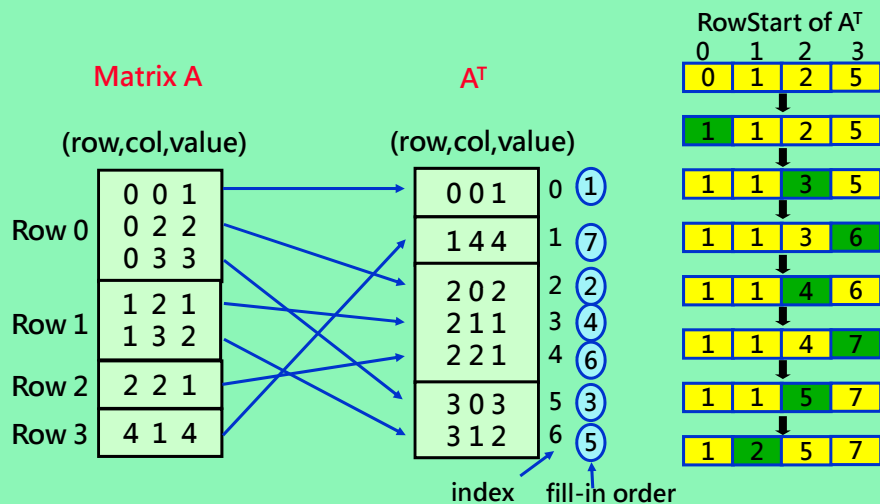 RowStart of Aᵀ
0 1 2 3
0 1 2 5
1 1 2 5
1 1 3 5
1 1 3 6
1 1 4 6
1 1 4 7
1 1 5 7
1 2 5 7
Matrix A
(row,col,value)
Row 0
0 0 1
0 2 2
0 3 3
Row 1
1 2 1
1 3 2
Row 2
2 2 1
Row 3
4 1 4
Aᵀ
(row,col,value)
0 0 1 0 1
1 4 4 1 7
2 0 2 2 2
2 1 1 3 4
2 2 1 4 6
3 0 3 5 3
3 1 2 6 5
index fill-in order